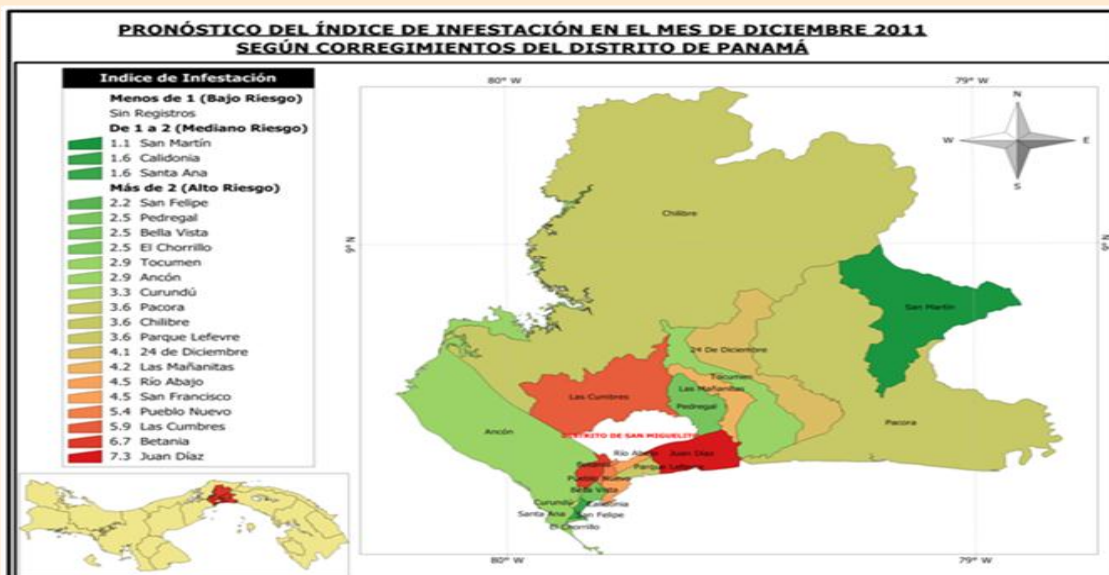 PRONÓSTICO DEL ÍNDICE DE INFESTACIÓN EN EL MES DE DICIEMBRE 2011
SEGÚN CORREGIMIENTOS DEL DISTRITO DE PANAMÁ
Indice de Infestación
Menos de 1 (Bajo Riesgo)
Sin Registros
De 1 a 2 (Mediano Riesgo)
1.1 San Martín
1.6 Calidonia
1.6 Santa Ana
Más de 2 (Alto Riesgo)
2.2 San Felipe
2.5 Pedregal
2.5 Bella Vista
2.5 El Chorrillo
2.9 Tocumen
2.9 Ancón
3.3 Curundú
3.6 Pacora
3.6 Chilibre
3.6 Parque Lefevre
4.1 24 de Diciembre
4.2 Las Mañanitas
4.5 Río Abajo
4.5 San Francisco
5.4 Pueblo Nuevo
5.9 Las Cumbres
6.7 Betania
7.3 Juan Díaz
80° W
79° W
N
W
E
S
9° N
9° N
Chilibre
San Martín
24 De Diciembre
Tocumen
Las Mañanitas
Las Cumbres
Pedregal
Pacora
Ancón
DISTRITO DE SAN MIGUELITO
Río Abajo
Juan Díaz
Betania
Parque Lefevre
Pueblo Nuevo
Bella Vista
Curundú
Calidonia
Santa Ana
San Felipe
El Chorrillo
80° W
79° W